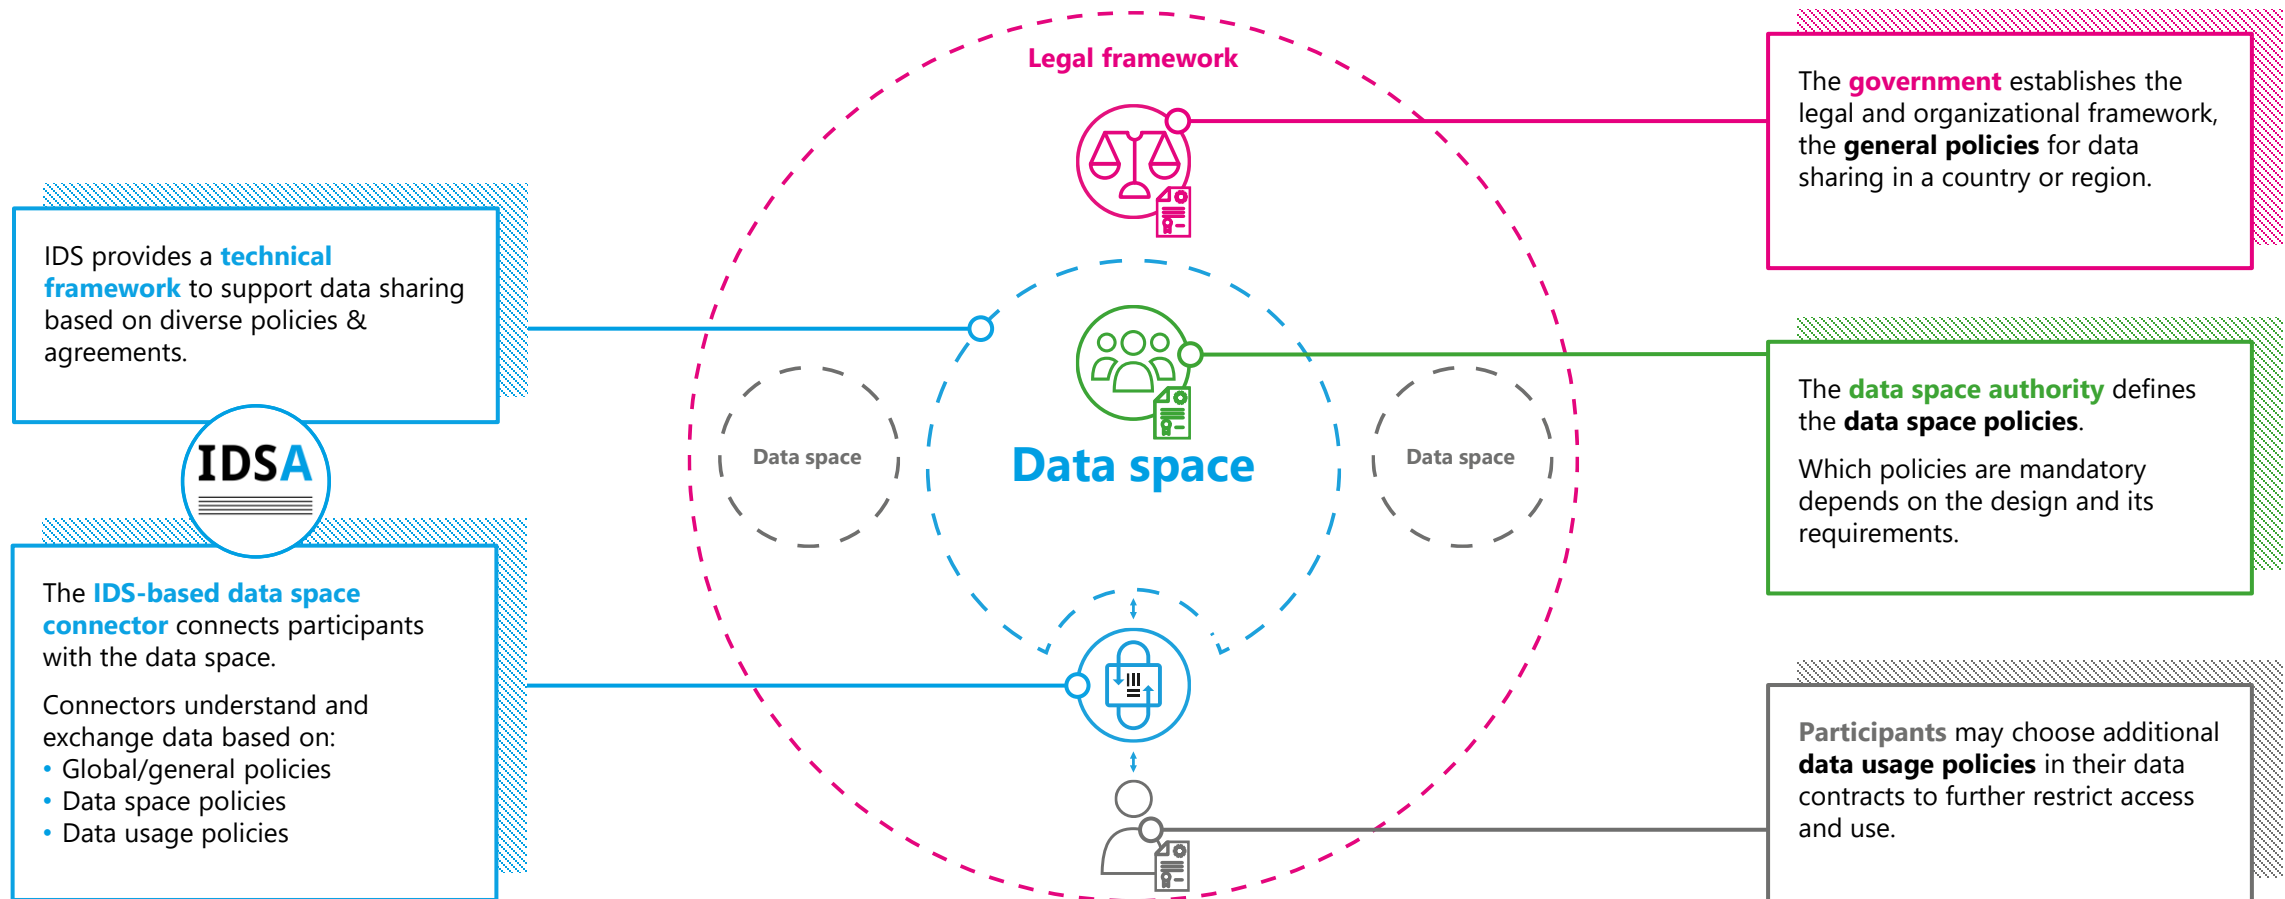 Legal framework
The government establishes the
legal and organizational framework,
the general policies for data
sharing in a country or region.
IDS provides a technical
framework to support data sharing
based on diverse policies &
agreements.
IDSA
The IDS-based data space
connector connects participants
with the data space.
Connectors understand and
exchange data based on:
• Global/general policies
• Data space policies
• Data usage policies
Data space
Data space
Data space
The data space authority defines
the data space policies.
Which policies are mandatory
depends on the design and its
requirements.
Participants may choose additional
data usage policies in their data
contracts to further restrict access
and use.